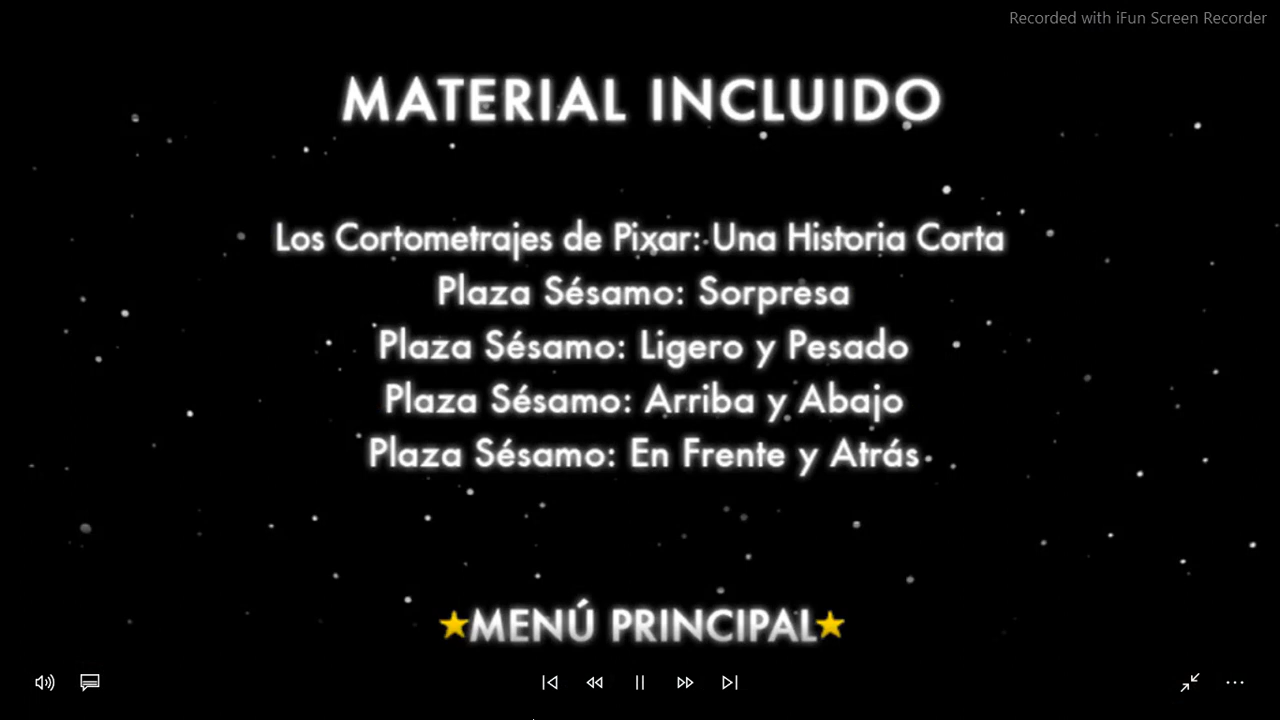 Recorded with iFun Screen Recorder
MATERIAL INCLUIDO
Los Cortometrajes de Pixar: Una Historia Corta
Plaza Sésamo: Sorpresa
Plaza Sésamo: Ligero y Pesado
Plaza Sésamo: Arriba y Abajo
Plaza Sésamo: En Frente y Atrás
MENÚ PRINCIPAL